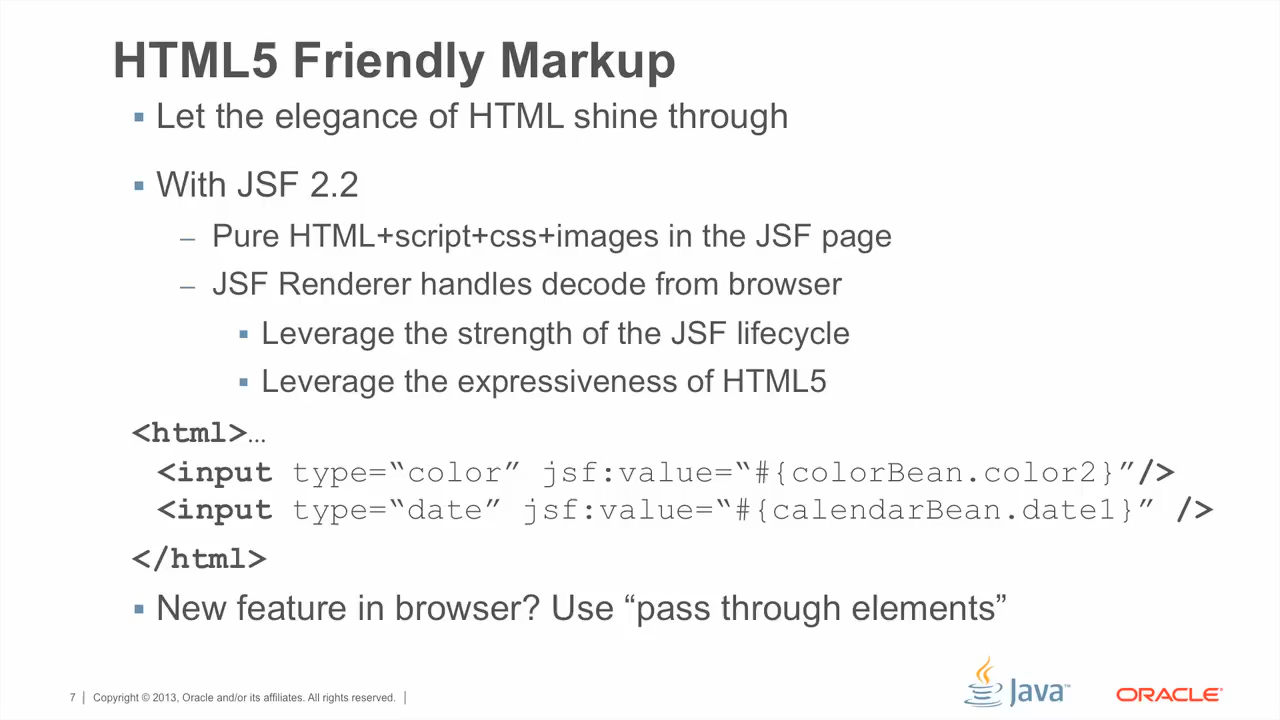 HTML5 Friendly Markup
▪ Let the elegance of HTML shine through
▪ With JSF 2.2
– Pure HTML+script+css+images in the JSF page
– JSF Renderer handles decode from browser
▪ Leverage the strength of the JSF lifecycle
▪ Leverage the expressiveness of HTML5
<html>…
<input type=“color” jsf:value=“#{colorBean.color2}”/>
<input type=“date” jsf:value=“#{calendarBean.date1}” />
</html>
▪ New feature in browser? Use “pass through elements”
7 | Copyright © 2013, Oracle and/or its affiliates. All rights reserved. |
Java™
ORACLE®